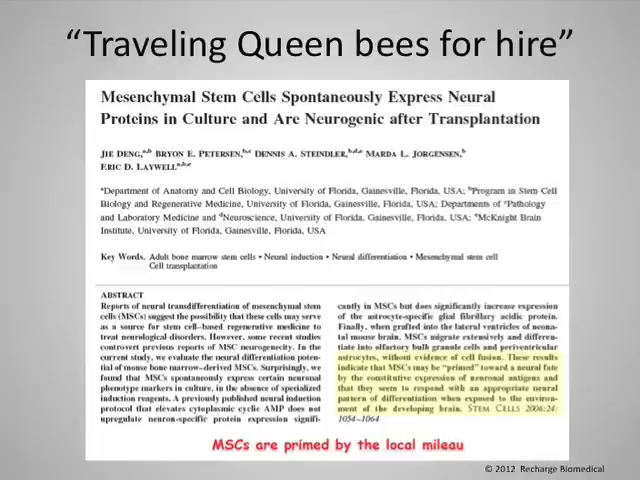 “Traveling Queen bees for hire”
Mesenchymal Stem Cells Spontaneously Express Neural
Proteins in Culture and Are Neurogenic after Transplantation
JIE DENG,a,b BRYON E. PETERSEN,b,c DENNIS A. STEINDLER,b,d,e MARDA L. JORGENSEN,b
ERIC D. LAYWELLa,b,e
aDepartment of Anatomy and Cell Biology, University of Florida, Gainesville, Florida, USA; bProgram in Stem Cell
Biology and Regenerative Medicine, University of Florida, Gainesville, Florida, USA; Departments of cPathology
and Laboratory Medicine and dNeuroscience, University of Florida, Gainesville, Florida, USA; eMcKnight Brain
Institute, University of Florida, Gainesville, Florida, USA
Key Words. Adult bone marrow stem cells • Neural induction • Neural differentiation • Mesenchymal stem cell
Cell transplantation
ABSTRACT
Reports of neural transdifferentiation of mesenchymal stem
cells (MSCs) suggest the possibility that these cells may serve
as a source for stem cell–based regenerative medicine to
treat neurological disorders. However, some recent studies
controvert previous reports of MSC neurogenicity. In the
current study, we evaluate the neural differentiation poten-
tial of mouse bone marrow–derived MSCs. Surprisingly, we
found that MSCs spontaneously express certain neuronal
phenotype markers in culture, in the absence of specialized
induction reagents. A previously published neural induction
protocol that elevates cytoplasmic cyclic AMP does not
upregulate neuron-specific protein expression signifi-
cantly in MSCs but does significantly increase expression
of the astrocyte-specific glial fibrillary acidic protein.
Finally, when grafted into the lateral ventricles of neona-
tal mouse brain, MSCs migrate extensively and differen-
tiate into olfactory bulb granule cells and periventricular
astrocytes, without evidence of cell fusion. These results
indicate that MSCs may be “primed” toward a neural fate
by the constitutive expression of neuronal antigens and
that they seem to respond with an appropriate neural
pattern of differentiation when exposed to the environ-
ment of the developing brain. STEM CELLS 2006;24:
1054–1064
MSCs are primed by the local mileau
© 2012 Recharge Biomedical